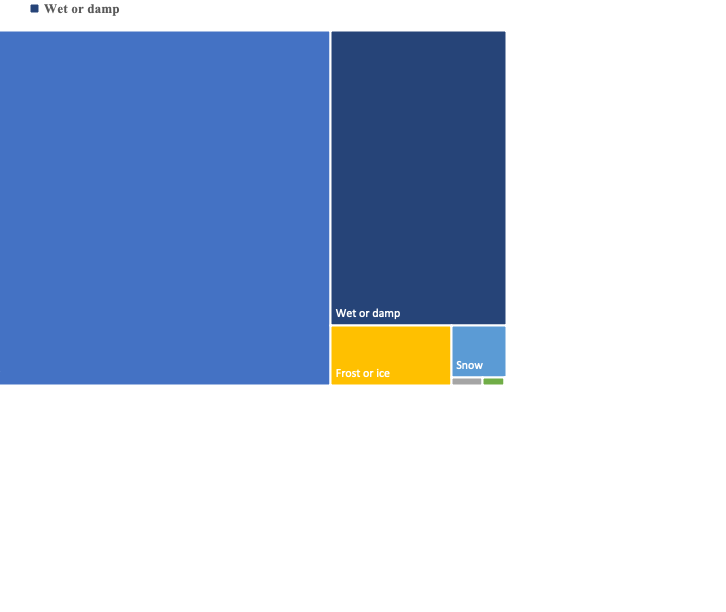 Wet or damp
Wet or damp
Frost or ice
Snow